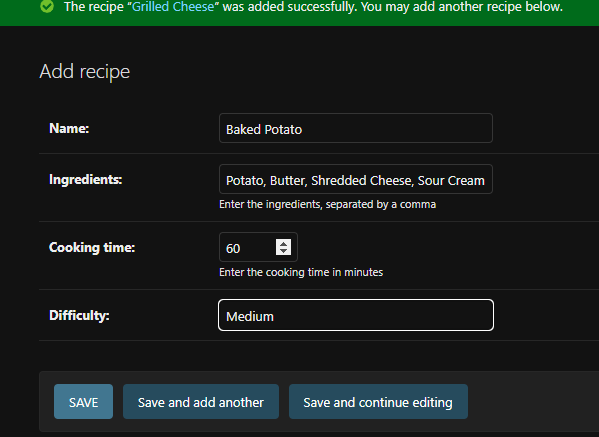 The recipe “Grilled Cheese” was added successfully. You may add another recipe below.
Add recipe
Name:
Baked Potato
Ingredients:
Potato, Butter, Shredded Cheese, Sour Cream
Enter the ingredients, separated by a comma
Cooking time:
60
Enter the cooking time in minutes
Difficulty:
Medium
SAVE
Save and add another
Save and continue editing